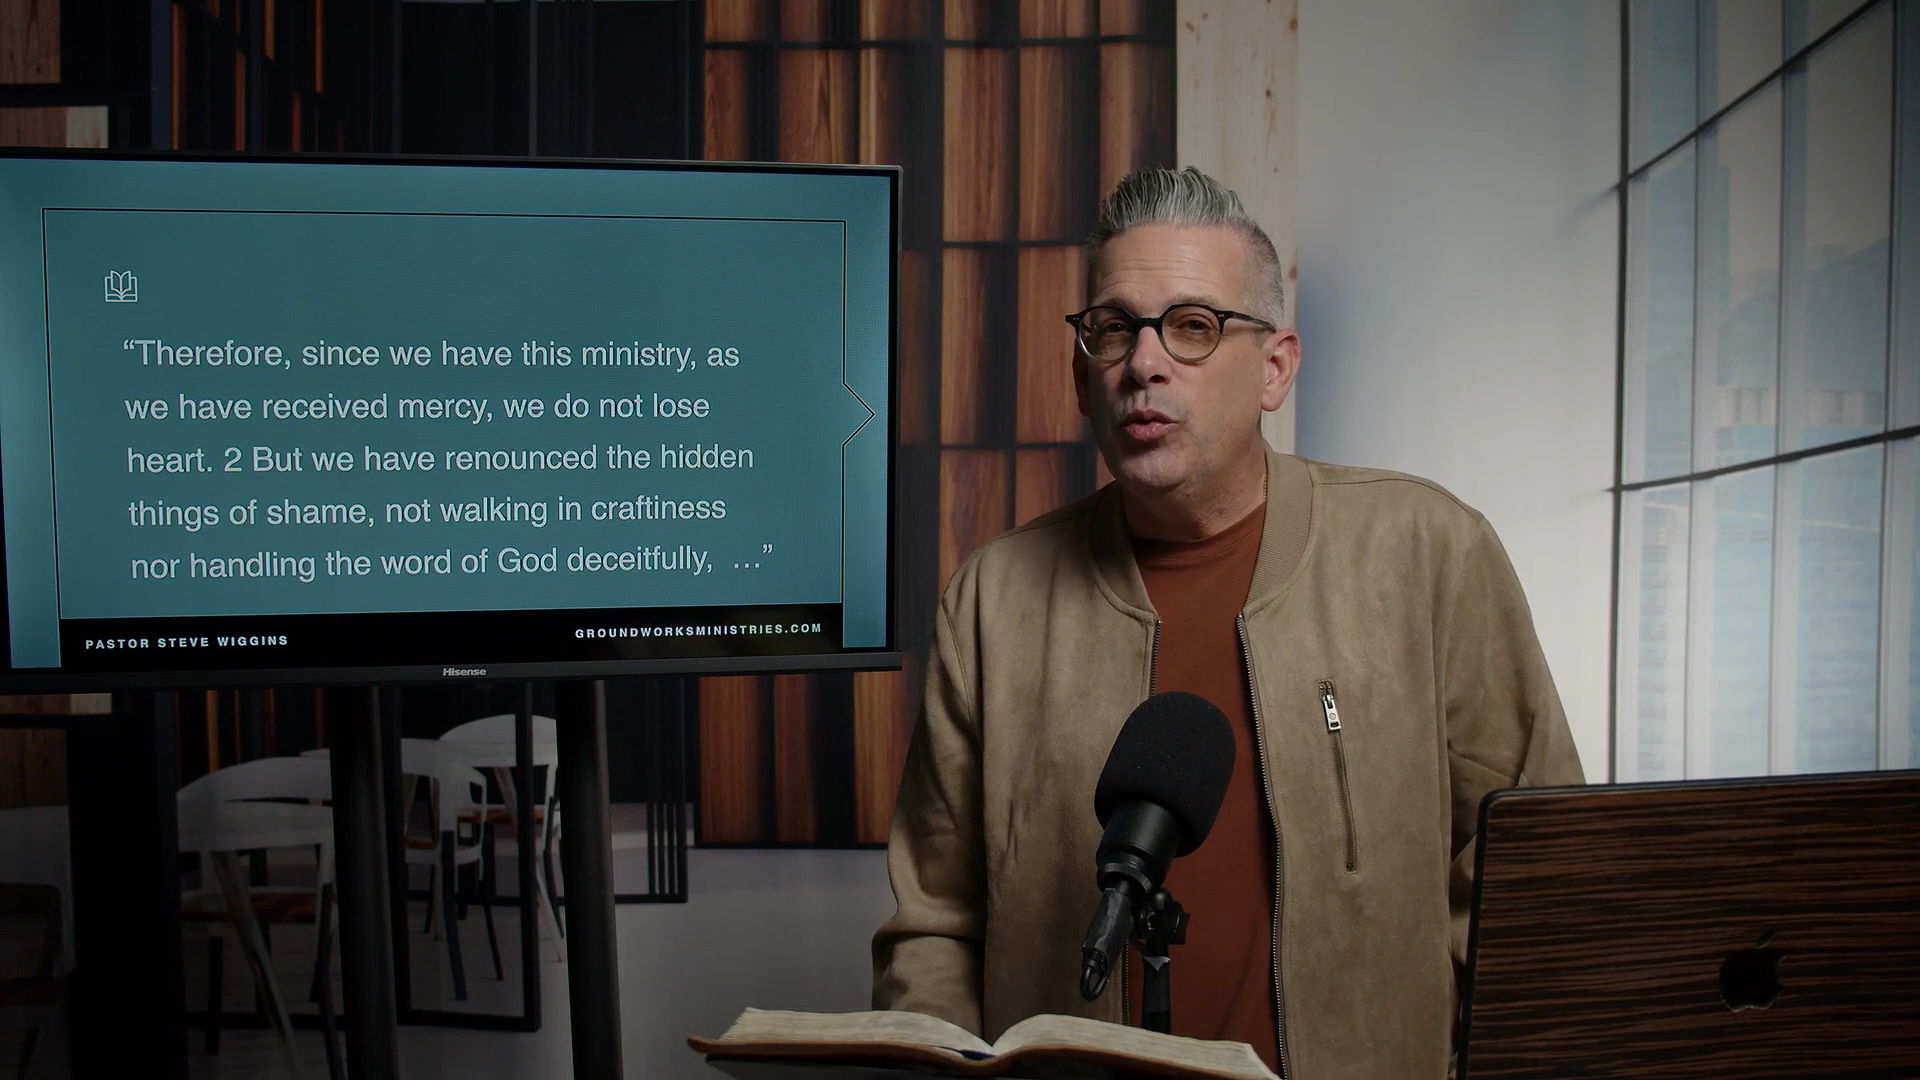 “Therefore, since we have this ministry, as
we have received mercy, we do not lose
heart. 2 But we have renounced the hidden
things of shame, not walking in craftiness
nor handling the word of God deceitfully, …”
PASTOR STEVE WIGGINS
GROUNDWORKSMINISTRIES.COM
Hisense